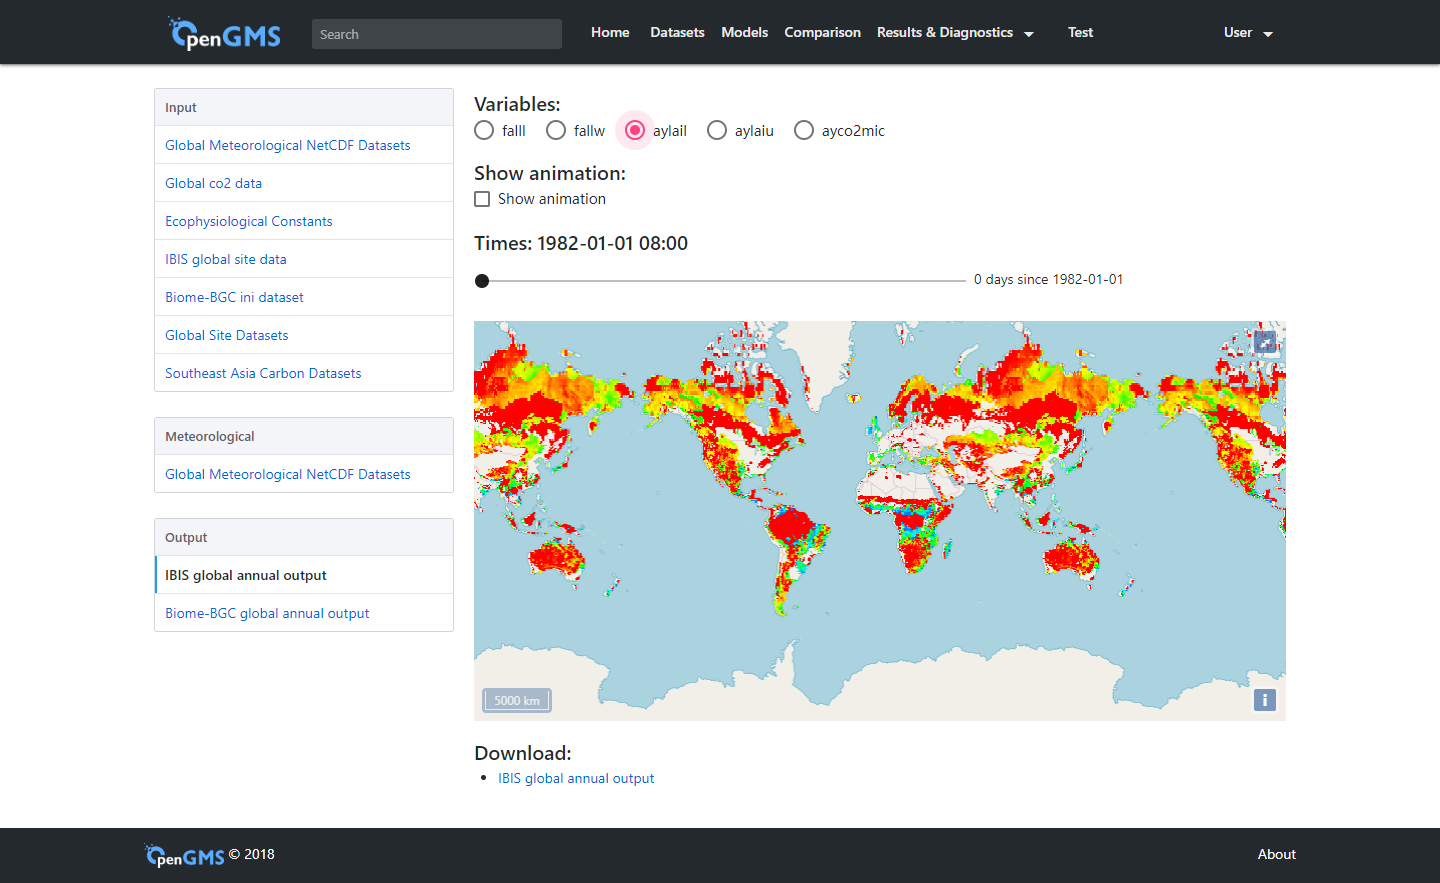 OpenGMS
Search
Home
Datasets
Models
Comparison
Results & Diagnostics
Test
User
Input
Global Meteorological NetCDF Datasets
Global co2 data
Ecophysiological Constants
IBIS global site data
Biome-BGC ini dataset
Global Site Datasets
Southeast Asia Carbon Datasets
Meteorological
Global Meteorological NetCDF Datasets
Output
IBIS global annual output
Biome-BGC global annual output
Variables:
falll
fallw
aylail
aylaiu
ayco2mic
Show animation:
Show animation
Times: 1982-01-01 08:00
0 days since 1982-01-01
5000 km
i
Download:
IBIS global annual output
OpenGMS © 2018
About